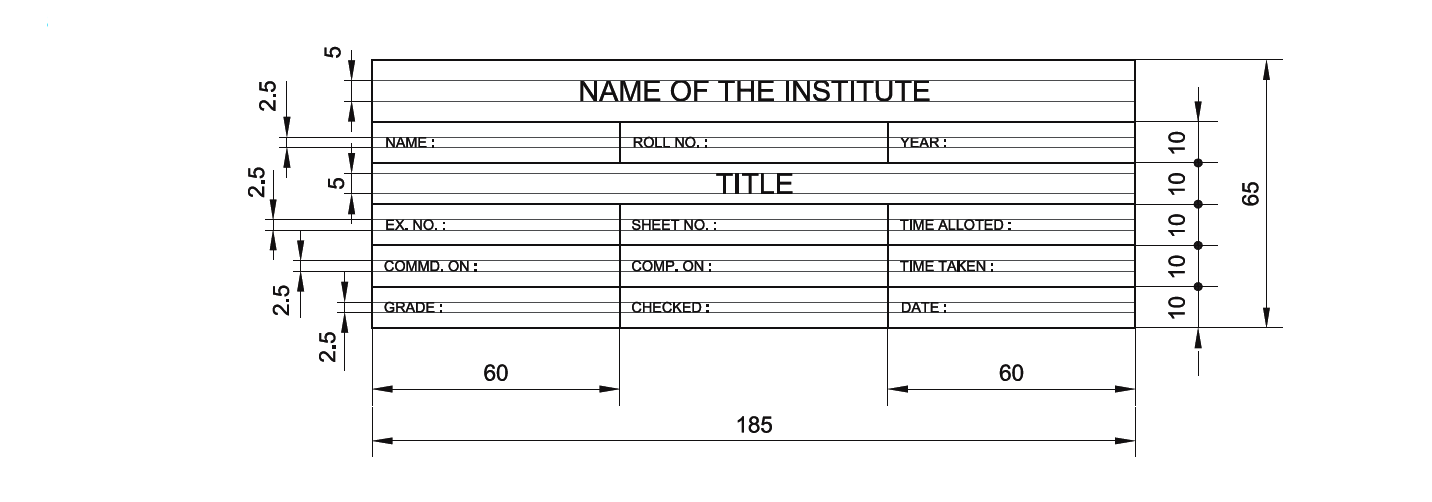 5
NAME OF THE INSTITUTE
2.5
NAME : ROLL NO. : YEAR : 10
2.5 5 TITLE 10 65
EX. NO. : SHEET NO. : TIME ALLOTED : 10
COMMD. ON : COMP. ON : TIME TAKEN : 10
2.5 GRADE : CHECKED : DATE : 10
2.5
60 60
185